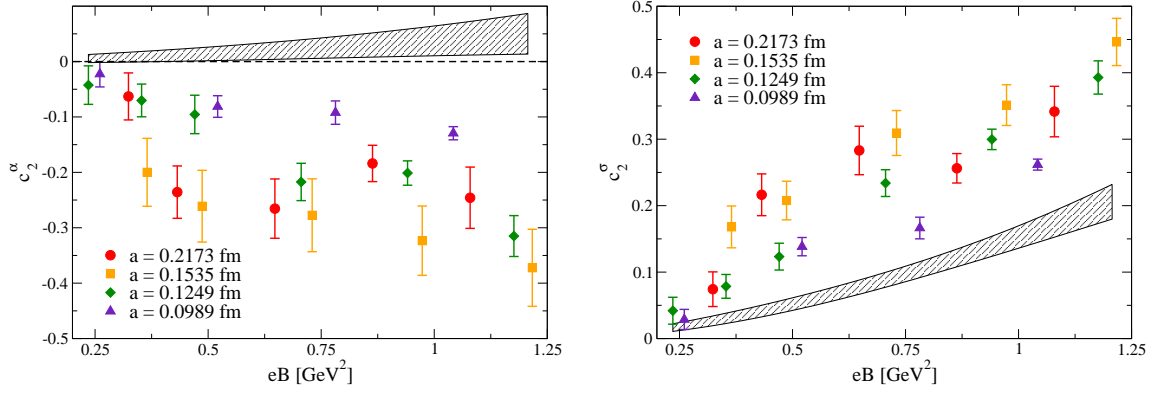 0
-0.1
-0.2
-0.3
-0.4
-0.5
c₂^α
a = 0.2173 fm
a = 0.1535 fm
a = 0.1249 fm
a = 0.0989 fm
0.25 0.5 0.75 1 1.25
eB [GeV²]
0.5
0.4
0.3
0.2
0.1
0
c₂^σ
a = 0.2173 fm
a = 0.1535 fm
a = 0.1249 fm
a = 0.0989 fm
0.25 0.5 0.75 1 1.25
eB [GeV²]